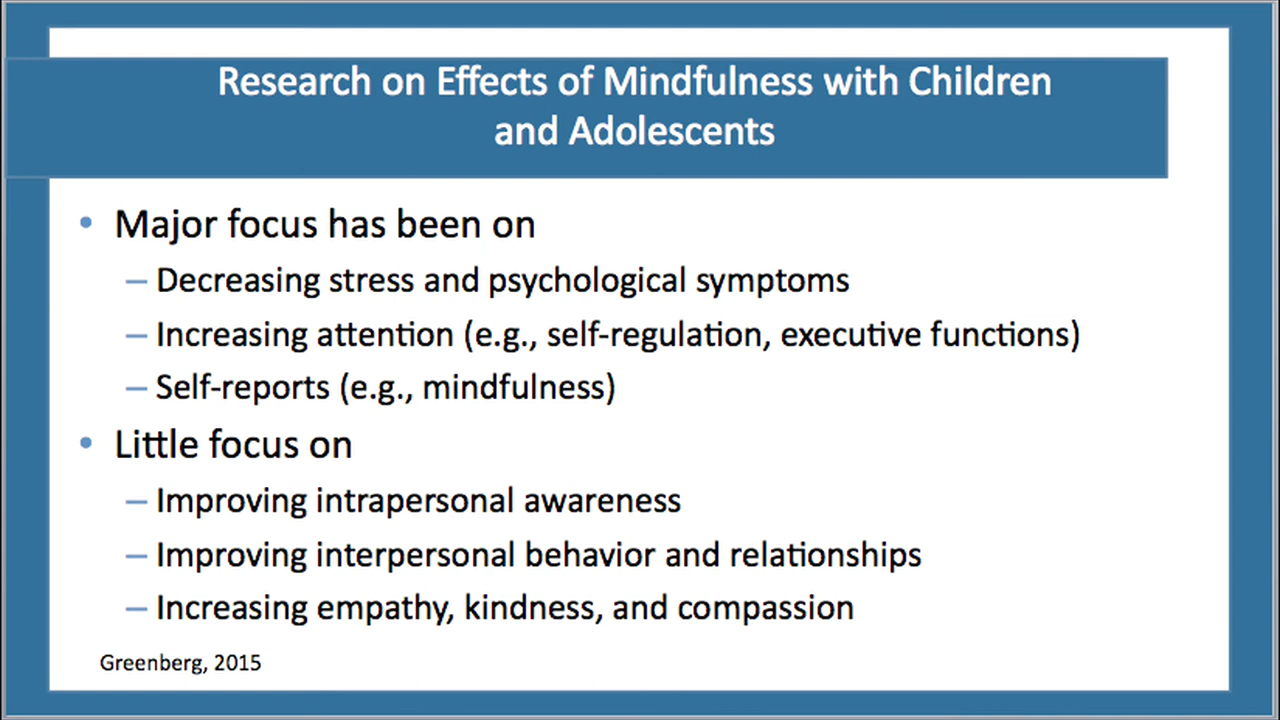 Research on Effects of Mindfulness with Children
and Adolescents
• Major focus has been on
– Decreasing stress and psychological symptoms
– Increasing attention (e.g., self-regulation, executive functions)
– Self-reports (e.g., mindfulness)
• Little focus on
– Improving intrapersonal awareness
– Improving interpersonal behavior and relationships
– Increasing empathy, kindness, and compassion
Greenberg, 2015